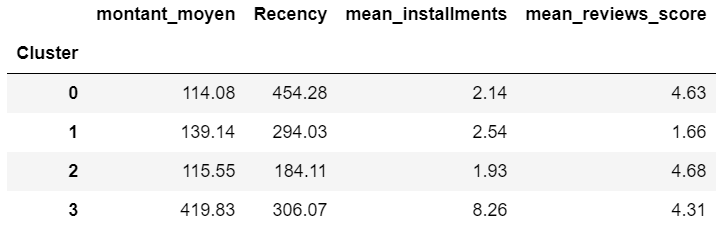 montant_moyen Recency mean_installments mean_reviews_score
Cluster
0 114.08 454.28 2.14 4.63
1 139.14 294.03 2.54 1.66
2 115.55 184.11 1.93 4.68
3 419.83 306.07 8.26 4.31